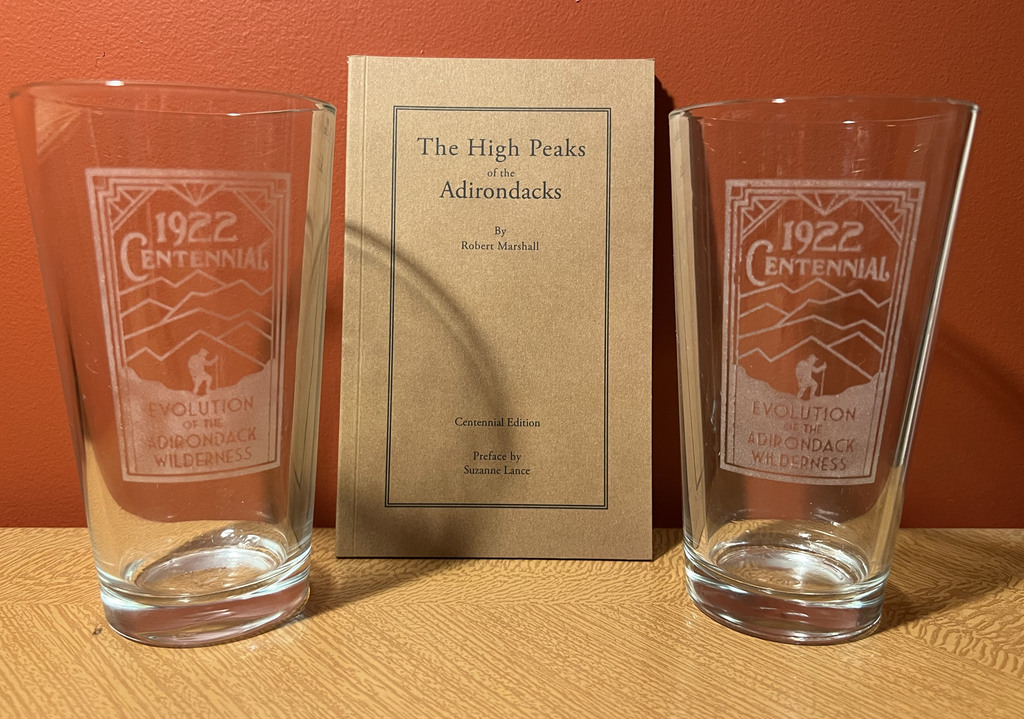 1922
CENTENNIAL
EVOLUTION
OF THE
ADIRONDACK
WILDERNESS
The High Peaks
of the
Adirondacks
By
Robert Marshall
Centennial Edition
Preface by
Suzanne Lance
1922
CENTENNIAL
EVOLUTION
OF THE
ADIRONDACK
WILDERNESS